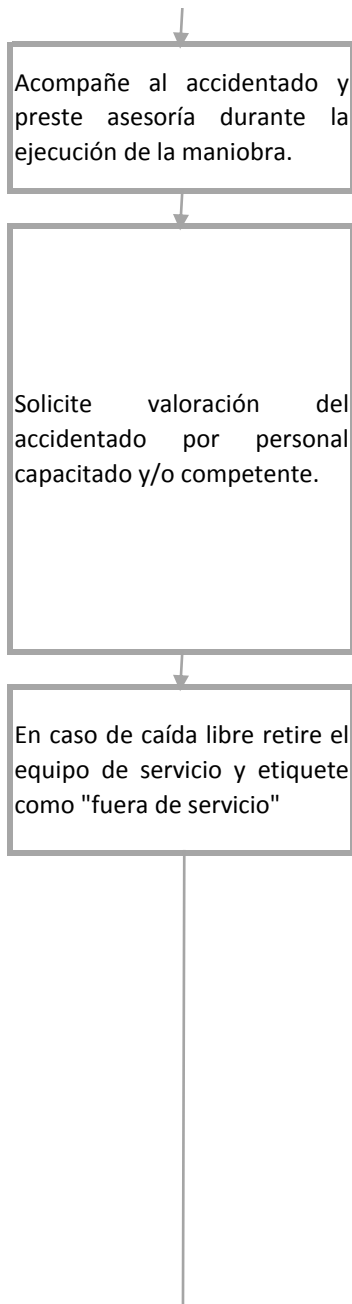 Acompañe al accidentado y
preste asesoría durante la
ejecución de la maniobra.
Solicite valoración del
accidentado por personal
capacitado y/o competente.
En caso de caída libre retire el
equipo de servicio y etiquete
como "fuera de servicio"